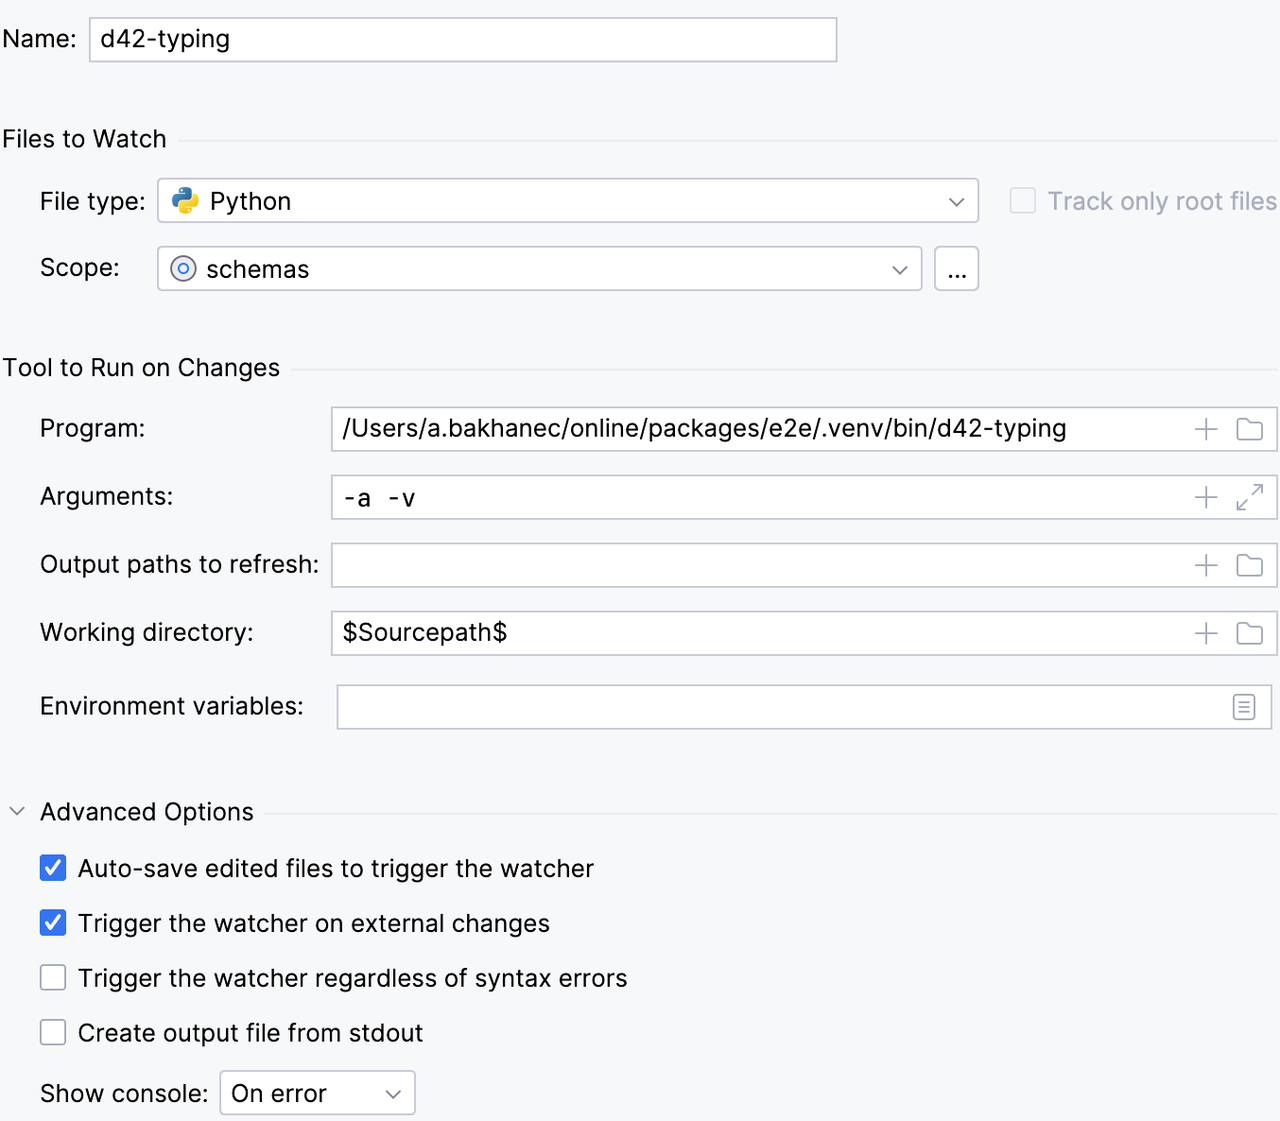 Name: d42-typing
Files to Watch
File type: Python Track only root files
Scope: schemas ...
Tool to Run on Changes
Program: /Users/a.bakhanec/online/packages/e2e/.venv/bin/d42-typing
Arguments: -a -v
Output paths to refresh:
Working directory: $Sourcepath$
Environment variables:
Advanced Options
Auto-save edited files to trigger the watcher
Trigger the watcher on external changes
Trigger the watcher regardless of syntax errors
Create output file from stdout
Show console: On error